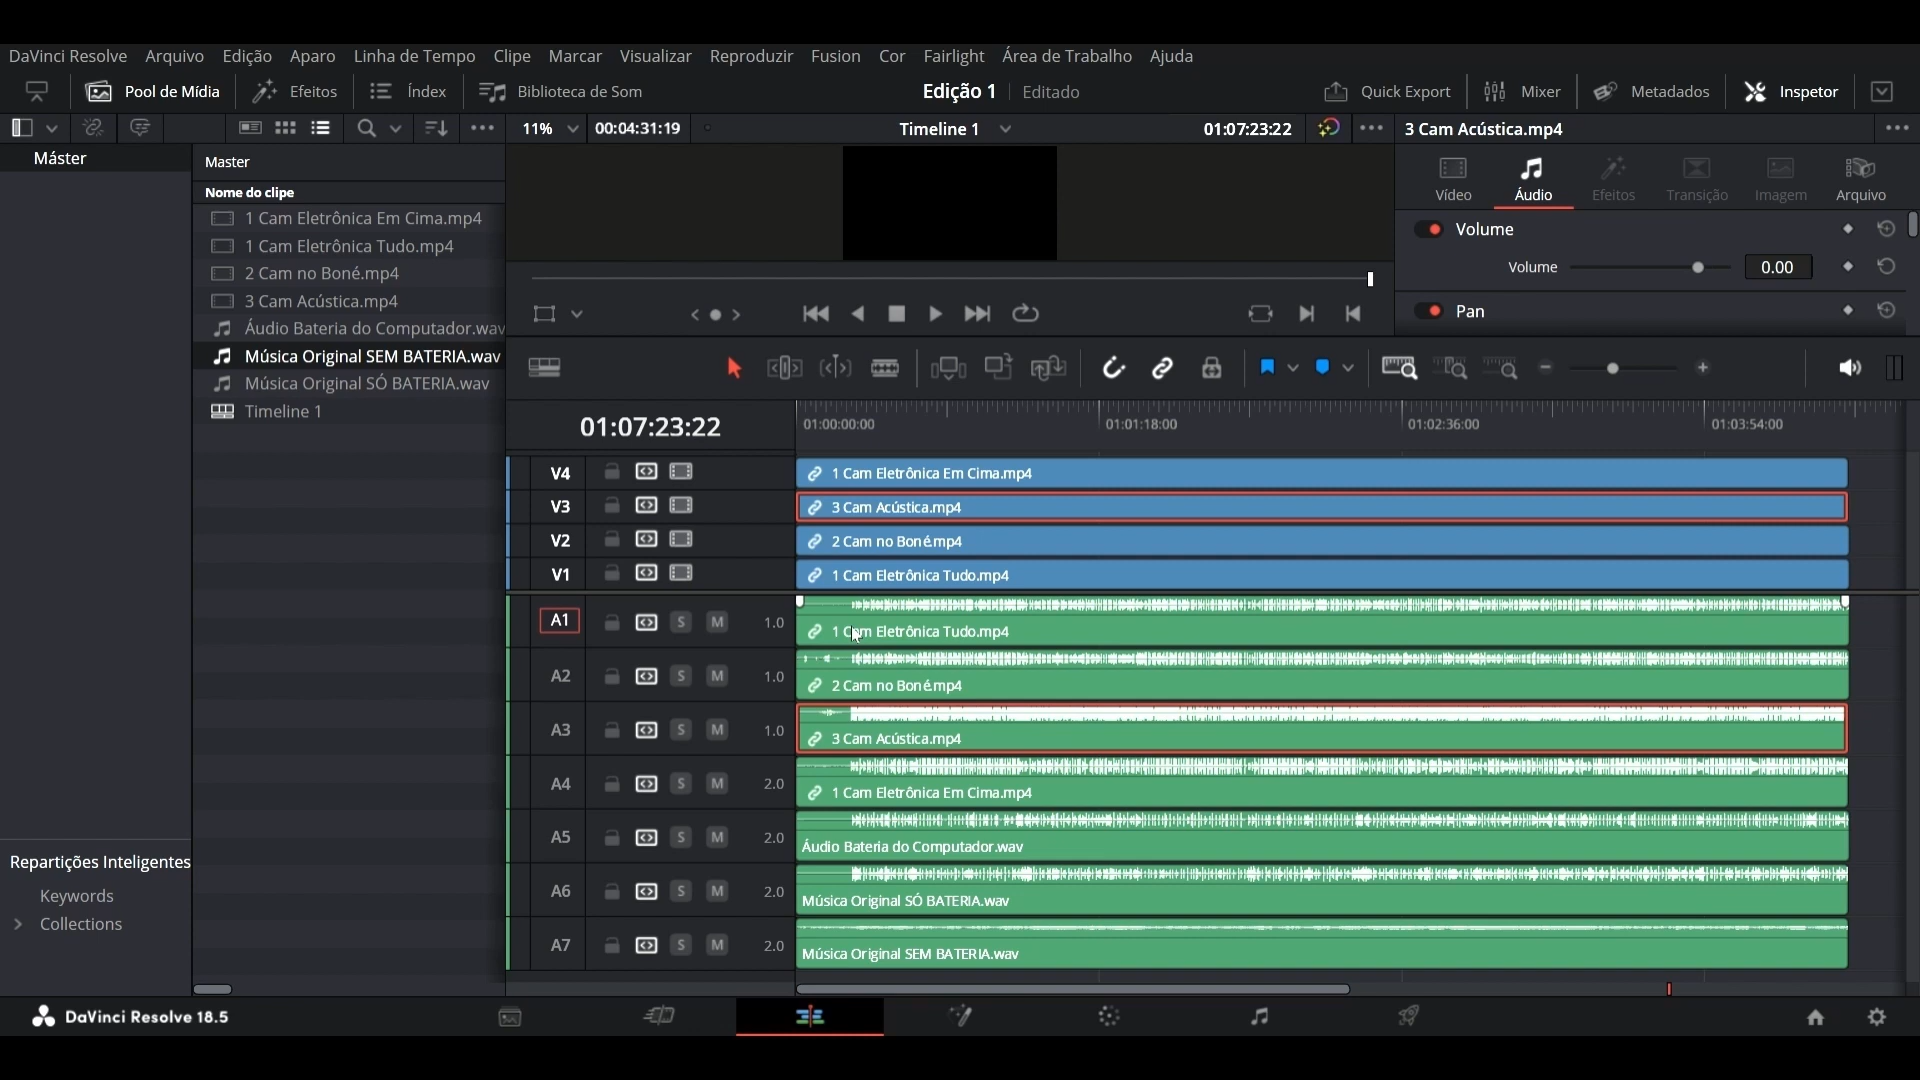 DaVinci Resolve Arquivo Edição Aparo Linha de Tempo Clipe Marcar Visualizar Reproduzir Fusion Cor Fairlight Área de Trabalho Ajuda
Pool de Mídia Efeitos Índex Biblioteca de Som Edição 1 Editado Quick Export Mixer Metadados Inspetor
11% 00:04:31:19 Timeline 1 01:07:23:22 3 Cam Acústica.mp4
Máster
Master
Nome do clipe
1 Cam Eletrônica Em Cima.mp4
1 Cam Eletrônica Tudo.mp4
2 Cam no Boné.mp4
3 Cam Acústica.mp4
Áudio Bateria do Computador.wav
Música Original SEM BATERIA.wav
Música Original SÓ BATERIA.wav
Timeline 1
Vídeo Áudio Efeitos Transição Imagem Arquivo
Volume
Volume 0.00
Pan
01:07:23:22
01:00:00:00 01:01:18:00 01:02:36:00 01:03:54:00
V4 1 Cam Eletrônica Em Cima.mp4
V3 3 Cam Acústica.mp4
V2 2 Cam no Boné.mp4
V1 1 Cam Eletrônica Tudo.mp4
A1 S M 1.0 1 Cam Eletrônica Tudo.mp4
A2 S M 1.0 2 Cam no Boné.mp4
A3 S M 1.0 3 Cam Acústica.mp4
A4 S M 2.0 1 Cam Eletrônica Em Cima.mp4
A5 S M 2.0 Áudio Bateria do Computador.wav
A6 S M 2.0 Música Original SÓ BATERIA.wav
A7 S M 2.0 Música Original SEM BATERIA.wav
Repartições Inteligentes
Keywords
Collections
DaVinci Resolve 18.5